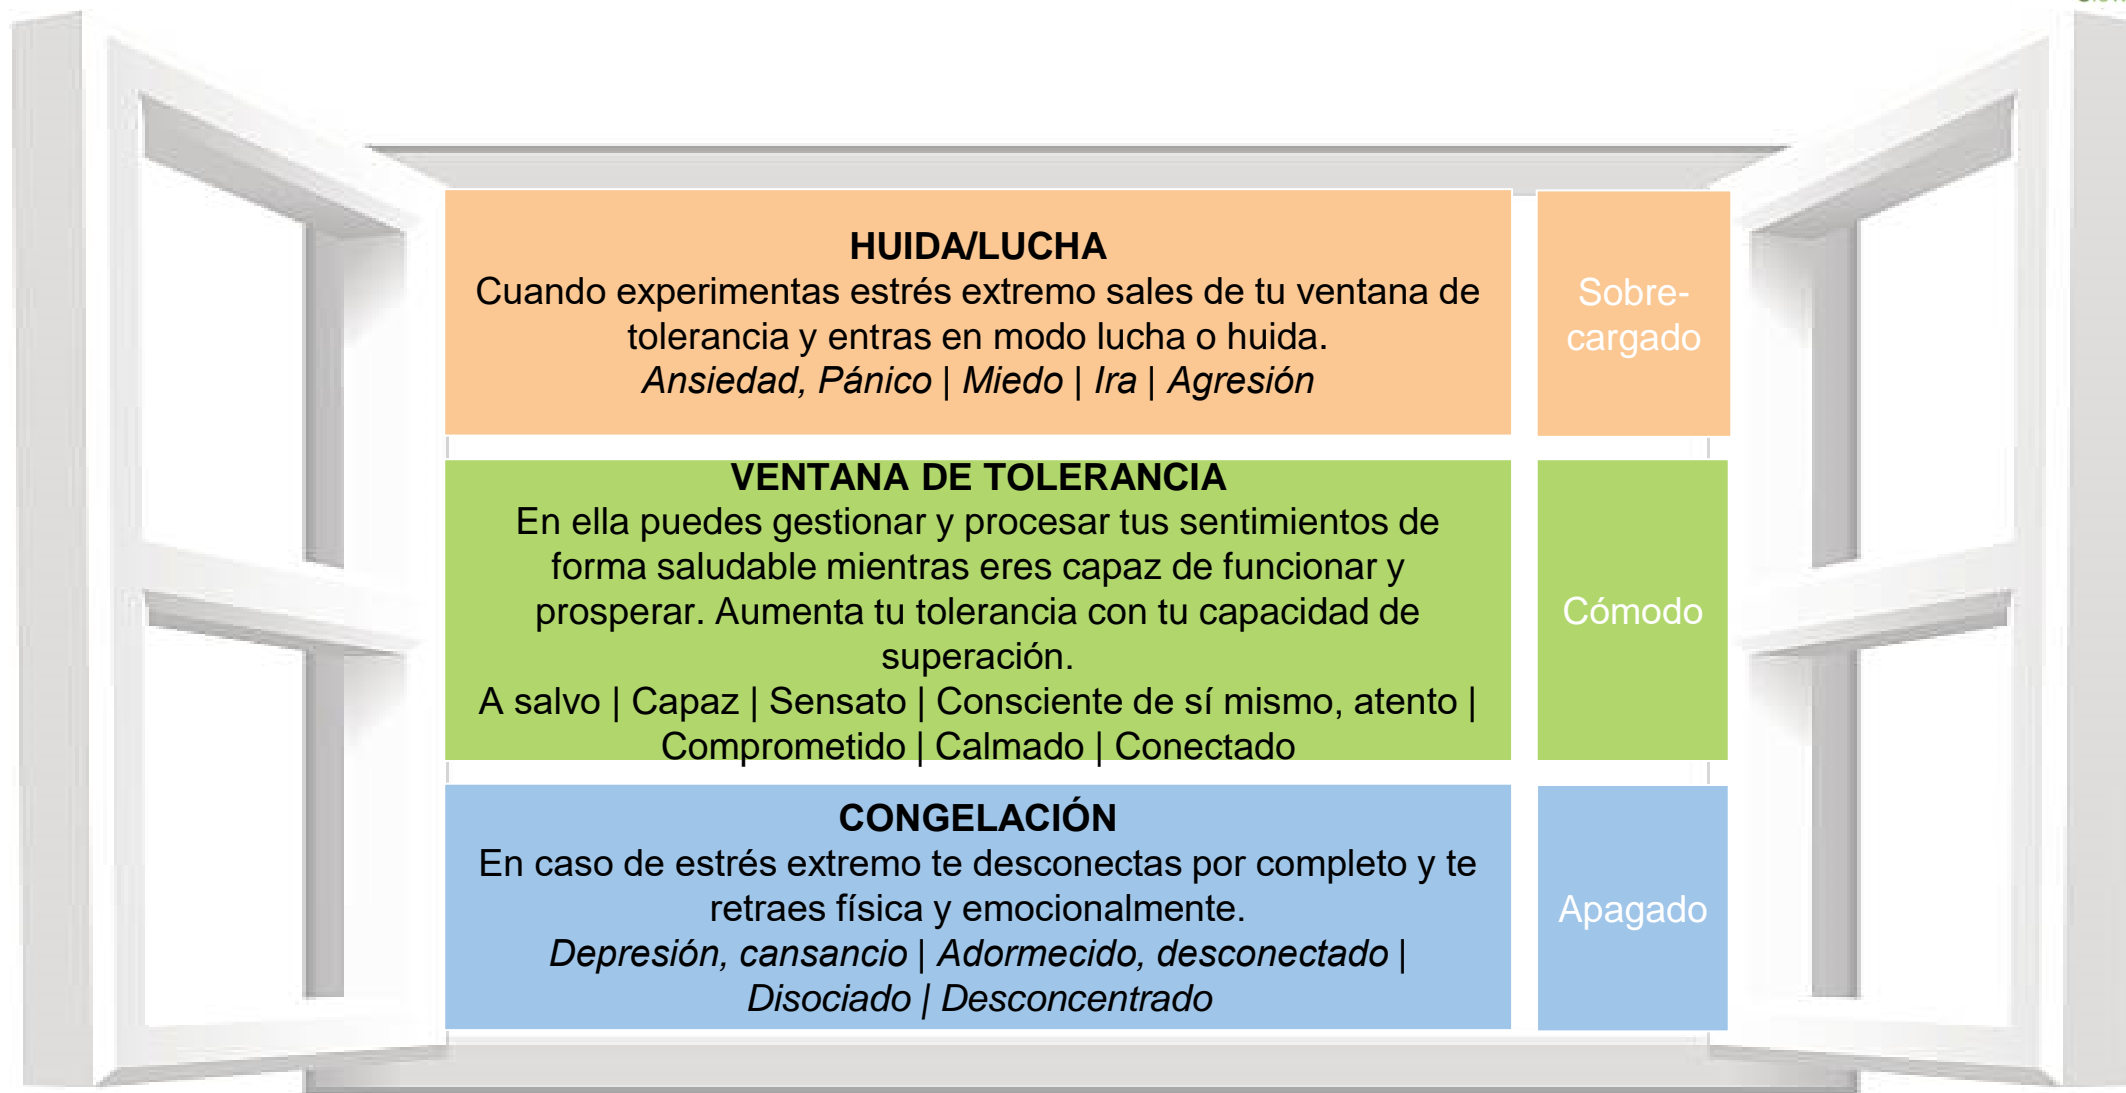 HUIDA/LUCHA
Cuando experimentas estrés extremo sales de tu ventana de
tolerancia y entras en modo lucha o huida.
Ansiedad, Pánico | Miedo | Ira | Agresión
Sobre-
cargado
VENTANA DE TOLERANCIA
En ella puedes gestionar y procesar tus sentimientos de
forma saludable mientras eres capaz de funcionar y
prosperar. Aumenta tu tolerancia con tu capacidad de
superación.
A salvo | Capaz | Sensato | Consciente de sí mismo, atento |
Comprometido | Calmado | Conectado
Cómodo
CONGELACIÓN
En caso de estrés extremo te desconectas por completo y te
retraes física y emocionalmente.
Depresión, cansancio | Adormecido, desconectado |
Disociado | Desconcentrado
Apagado